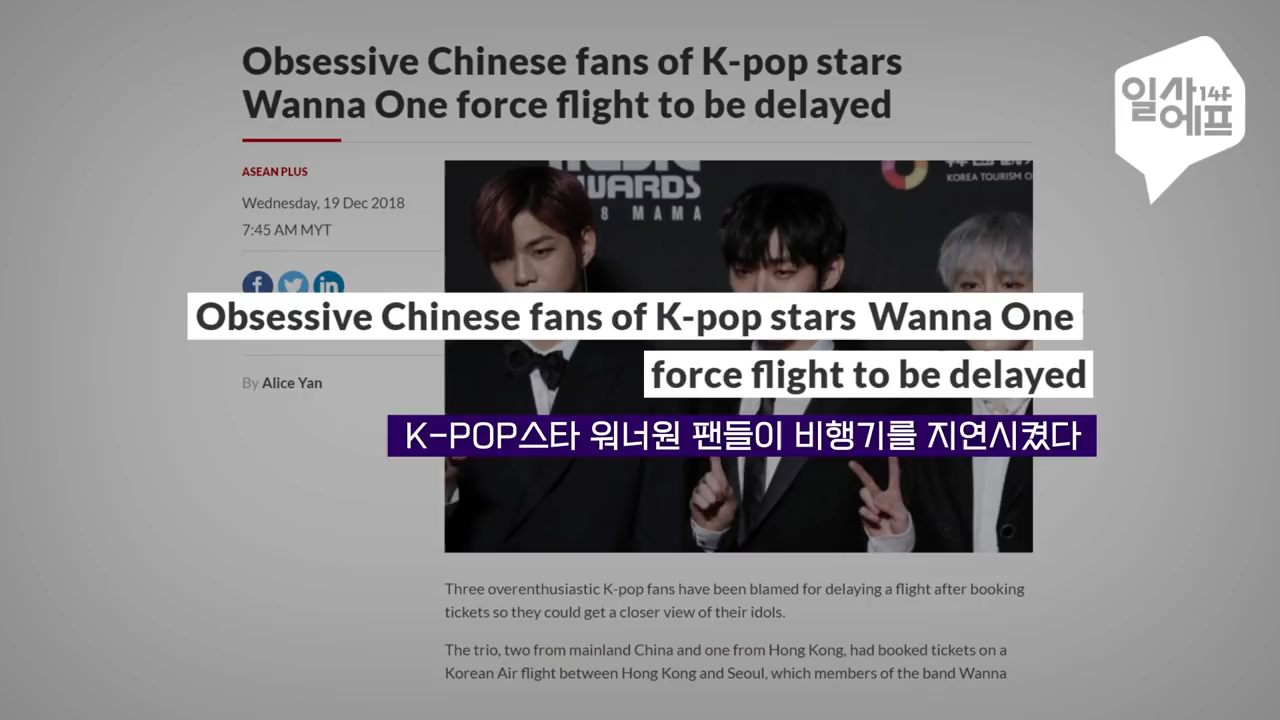 Obsessive Chinese fans of K-pop stars
Wanna One force flight to be delayed
일사 14F
에프
ASEAN PLUS
Wednesday, 19 Dec 2018
7:45 AM MYT
AWARDS
8 MAMA
KOREA TOURISM O
f
in
Obsessive Chinese fans of K-pop stars Wanna One
force flight to be delayed
By Alice Yan
K-POP스타 워너원 팬들이 비행기를 지연시켰다
Three overenthusiastic K-pop fans have been blamed for delaying a flight after booking
tickets so they could get a closer view of their idols.
The trio, two from mainland China and one from Hong Kong, had booked tickets on a
Korean Air flight between Hong Kong and Seoul, which members of the band Wanna